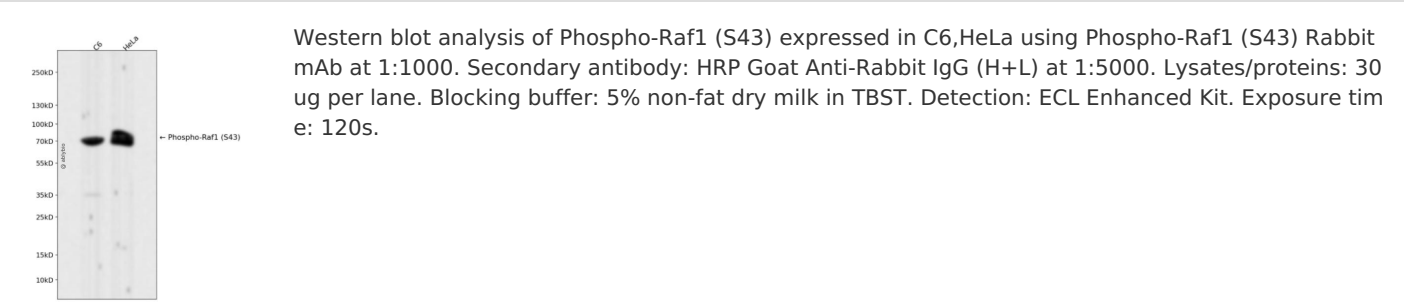 C6 HeLa
250kD
130kD
100kD
70kD
55kD
35kD
25kD
15kD
10kD
← Phospho-Raf1 (S43)
Western blot analysis of Phospho-Raf1 (S43) expressed in C6,HeLa using Phospho-Raf1 (S43) Rabbit
mAb at 1:1000. Secondary antibody: HRP Goat Anti-Rabbit IgG (H+L) at 1:5000. Lysates/proteins: 30
ug per lane. Blocking buffer: 5% non-fat dry milk in TBST. Detection: ECL Enhanced Kit. Exposure tim
e: 120s.